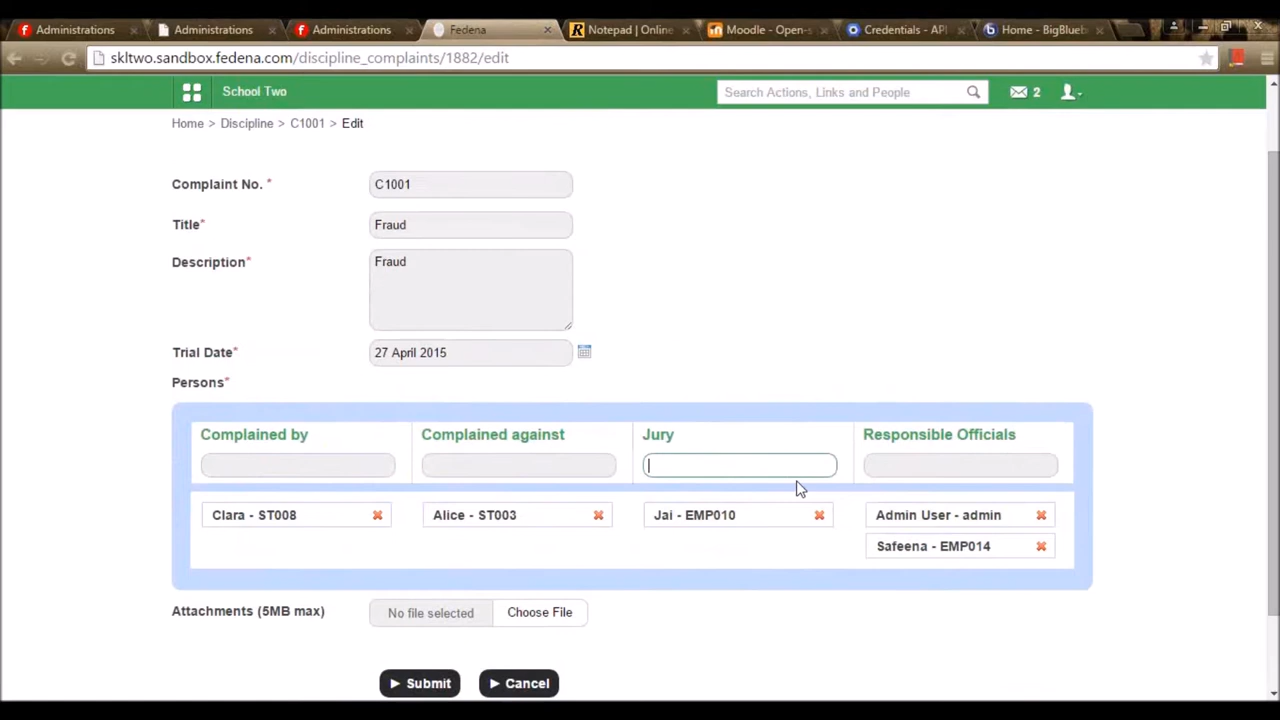 Administrations
Administrations
Administrations
Fedena
Notepad | Online
Moodle - Open-s
Credentials - API
Home - BigBlueb
skltwo.sandbox.fedena.com/discipline_complaints/1882/edit
School Two
Search Actions, Links and People
2
Home > Discipline > C1001 > Edit
Complaint No. *
C1001
Title*
Fraud
Description*
Fraud
Trial Date*
27 April 2015
Persons*
Complained by
Complained against
Jury
Responsible Officials
Clara - ST008
Alice - ST003
Jai - EMP010
Admin User - admin
Safeena - EMP014
Attachments (5MB max)
No file selected
Choose File
Submit
Cancel